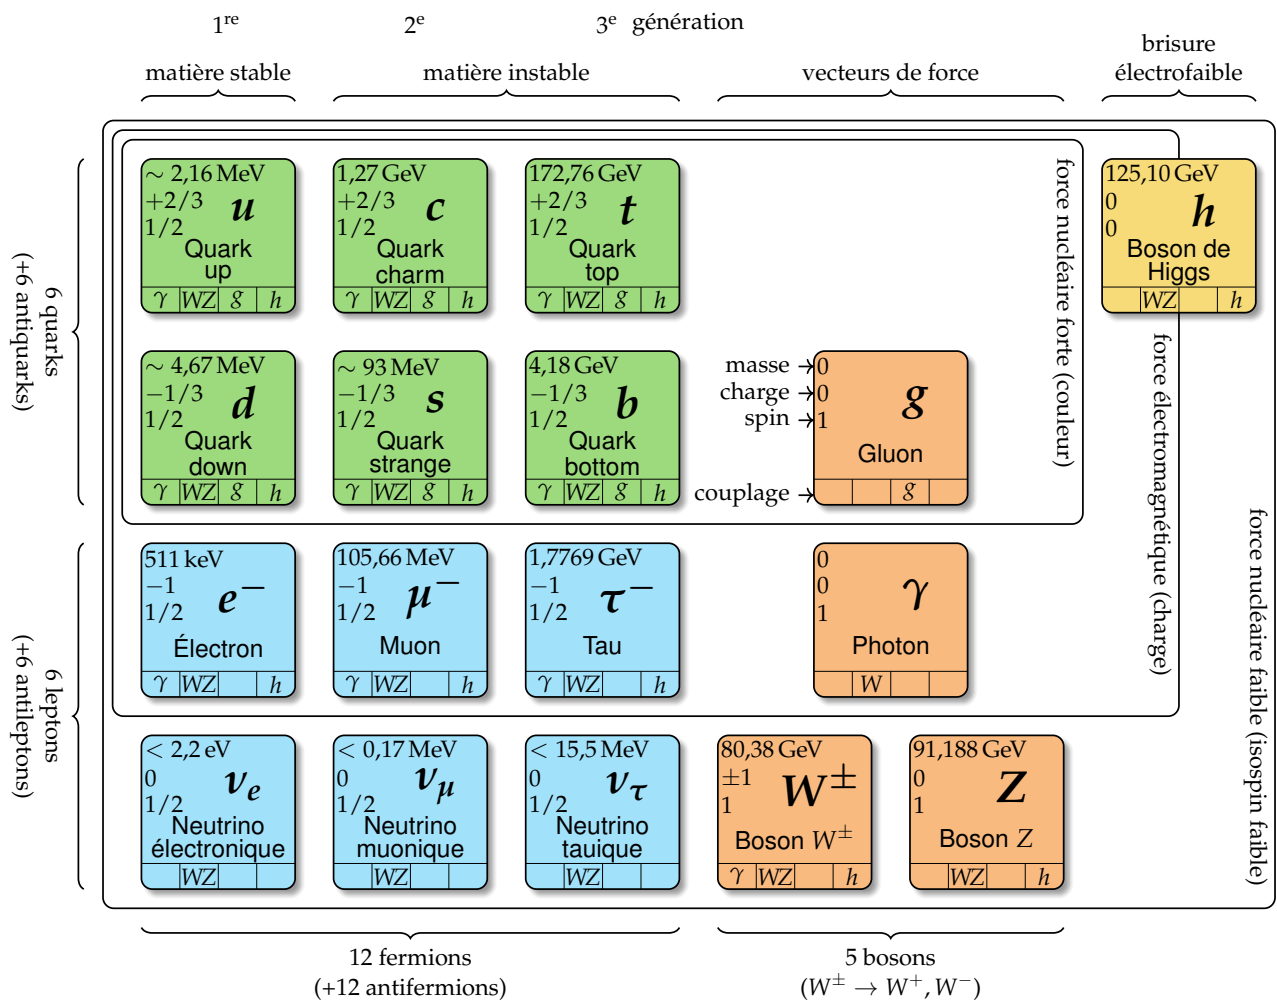 1re
2e
3e génération
matière stable
matière instable
vecteurs de force
brisure
électrofaible
6 quarks
(+6 antiquarks)
∼ 2,16 MeV
+2/3
1/2
u
Quark
up
γ WZ g h
1,27 GeV
+2/3
1/2
c
Quark
charm
γ WZ g h
172,76 GeV
+2/3
1/2
t
Quark
top
γ WZ g h
force nucléaire forte (couleur)
125,10 GeV
0
0
h
Boson de
Higgs
WZ h
∼ 4,67 MeV
−1/3
1/2
d
Quark
down
γ WZ g h
∼ 93 MeV
−1/3
1/2
s
Quark
strange
γ WZ g h
4,18 GeV
−1/3
1/2
b
Quark
bottom
γ WZ g h
masse
charge
spin
couplage
0
0
1
g
Gluon
g
force électromagnétique (charge)
force nucléaire faible (isospin faible)
6 leptons
(+6 antileptons)
511 keV
−1
1/2
e−
Électron
γ WZ h
105,66 MeV
−1
1/2
μ−
Muon
γ WZ h
1,7769 GeV
−1
1/2
τ−
Tau
γ WZ h
0
0
1
γ
Photon
W
< 2,2 eV
0
1/2
νe
Neutrino
électronique
WZ
< 0,17 MeV
0
1/2
νμ
Neutrino
muonique
WZ
< 15,5 MeV
0
1/2
ντ
Neutrino
tauique
WZ
80,38 GeV
±1
1
W±
Boson W±
γ WZ h
91,188 GeV
0
1
Z
Boson Z
WZ h
12 fermions
(+12 antifermions)
5 bosons
(W± → W+, W−)